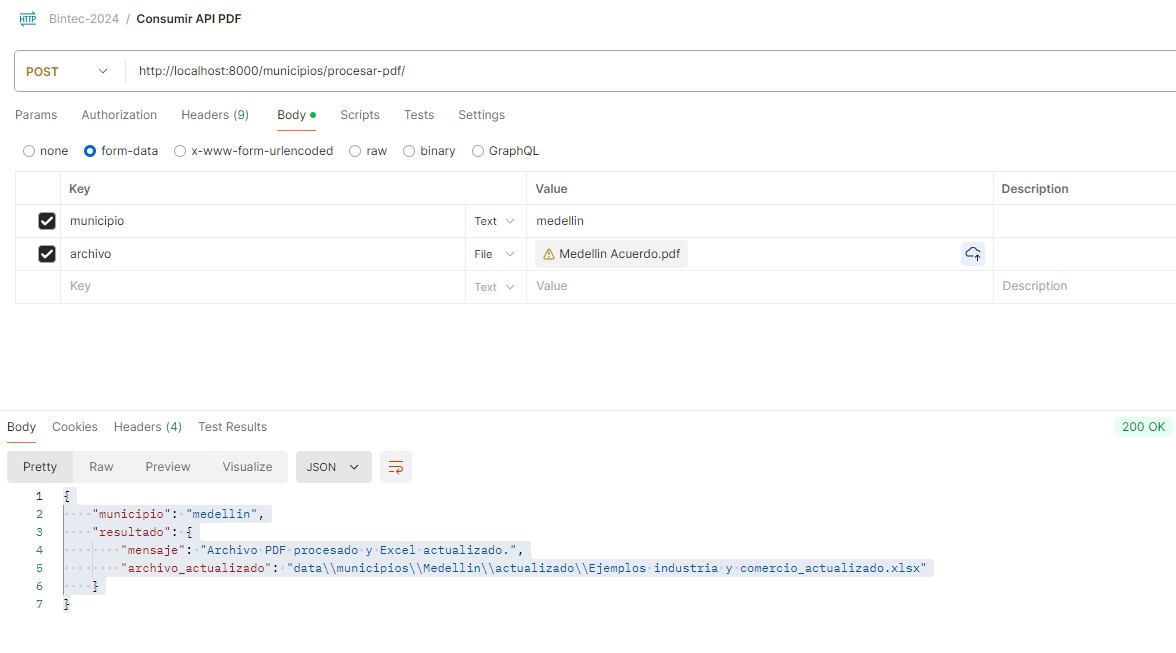 HTTP Bintec-2024 / Consumir API PDF
POST http://localhost:8000/municipios/procesar-pdf/
Params Authorization Headers (9) Body Scripts Tests Settings
none form-data x-www-form-urlencoded raw binary GraphQL
Key Value Description
municipio Text medellin
archivo File Medellin Acuerdo.pdf
Key Text Value Description
Body Cookies Headers (4) Test Results 200 OK
Pretty Raw Preview Visualize JSON
1 {
2 "municipio": "medellin",
3 "resultado": {
4 "mensaje": "Archivo PDF procesado y Excel actualizado.",
5 "archivo_actualizado": "data\\municipios\\Medellin\\actualizado\\Ejemplos industria y comercio_actualizado.xlsx"
6 }
7 }